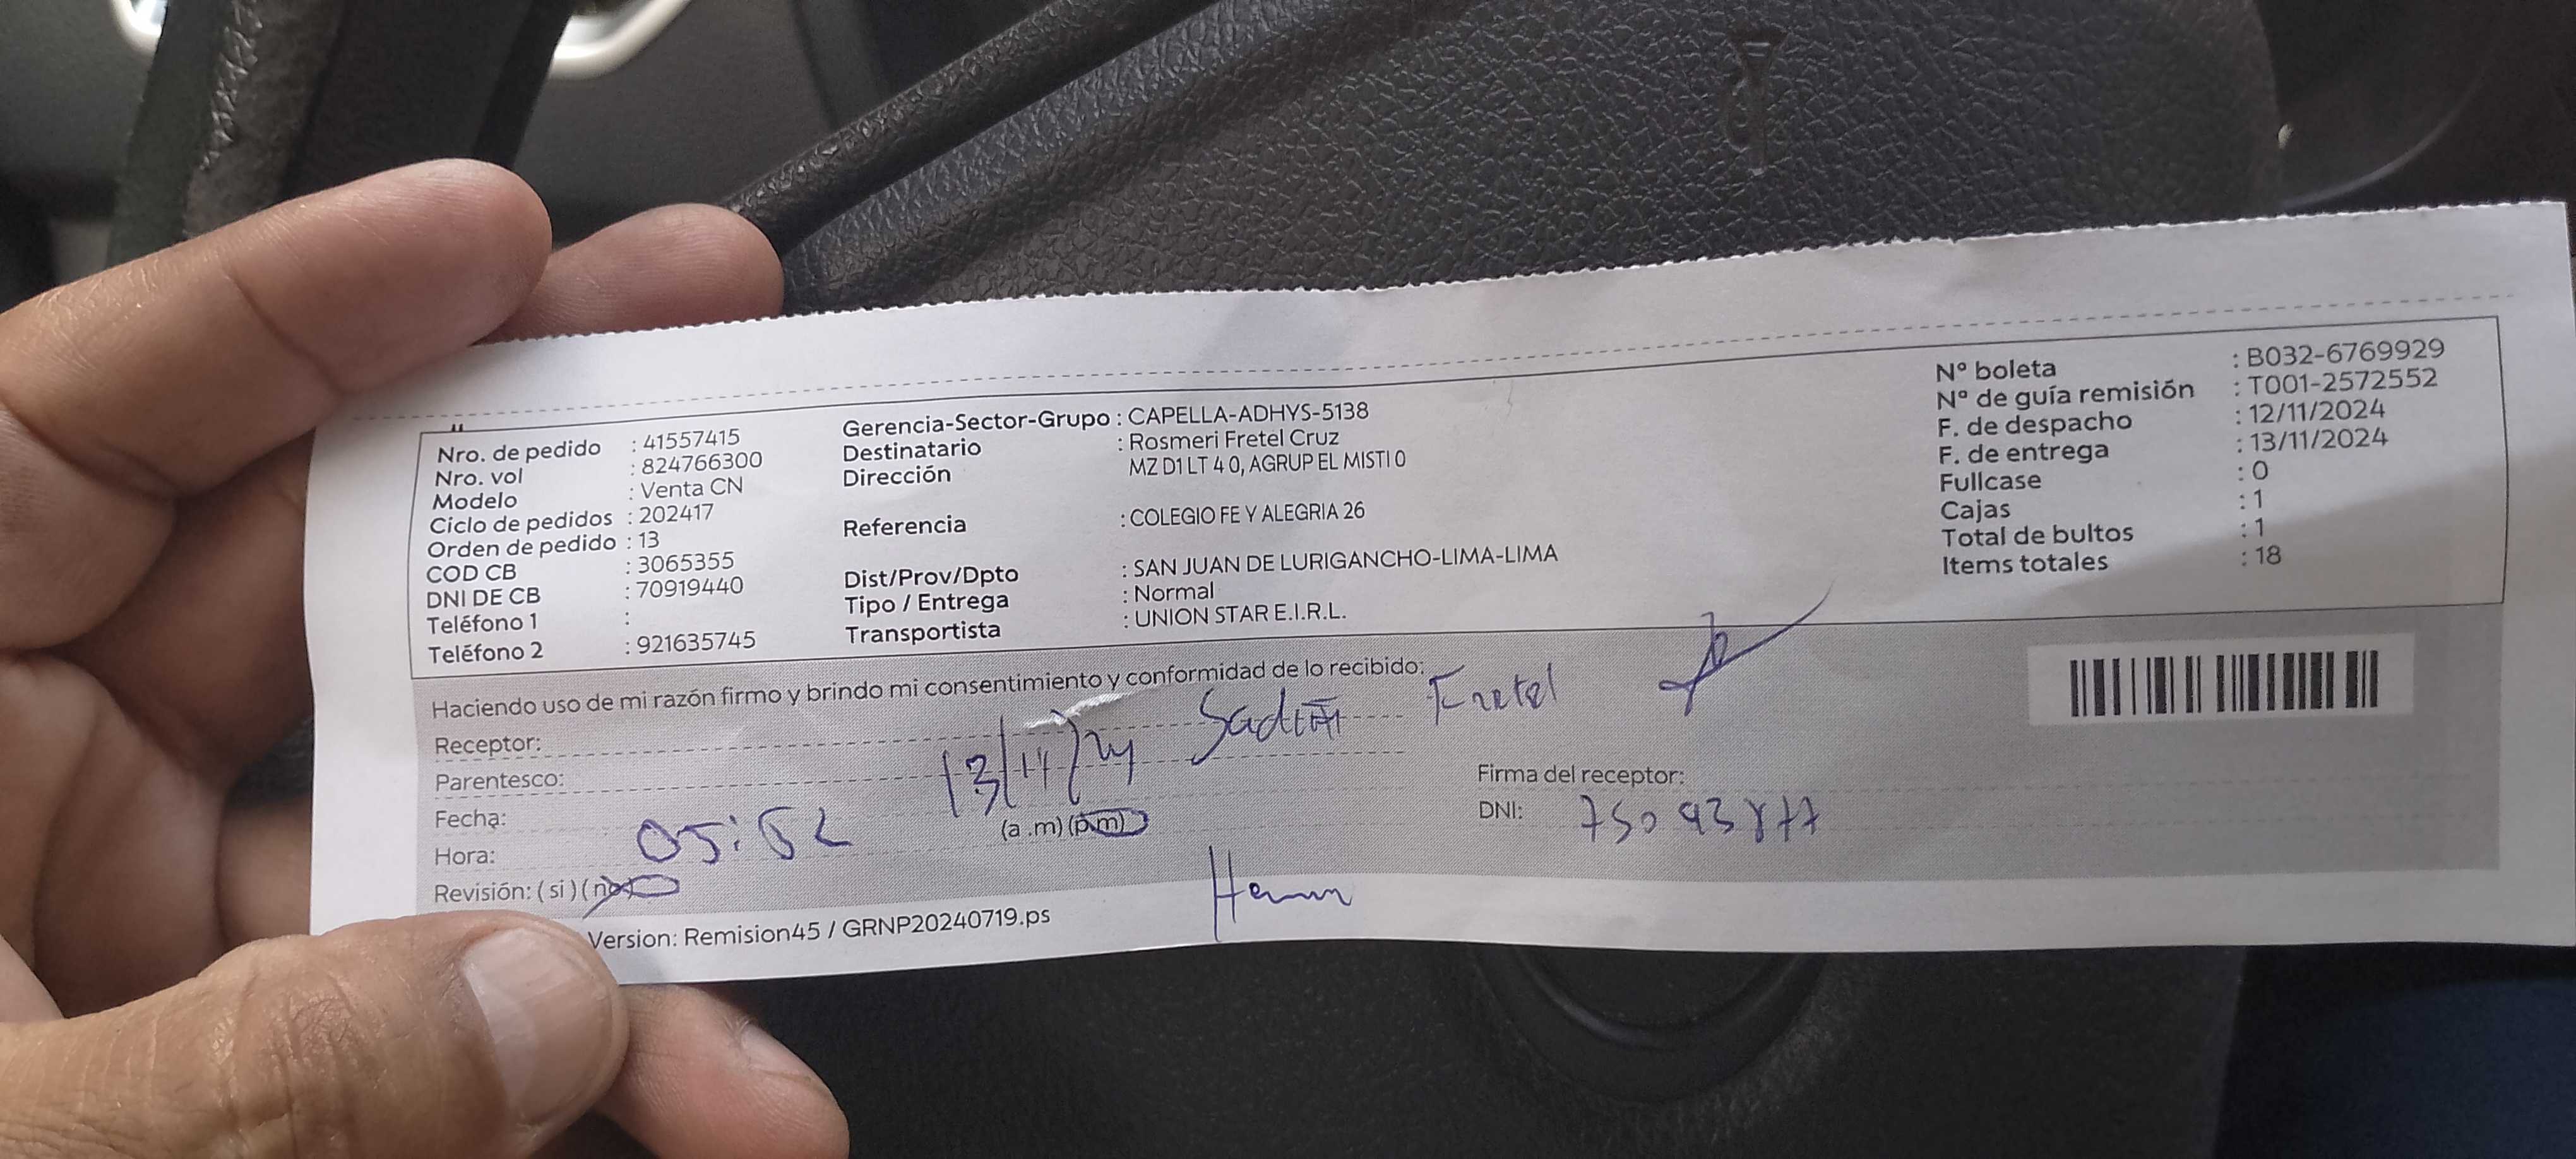 Nro. de pedido : 41557415
Nro. vol : 824766300
Modelo : Venta CN
Ciclo de pedidos : 202417
Orden de pedido : 13
COD CB : 3065355
DNI DE CB : 70919440
Teléfono 1 :
Teléfono 2 : 921635745
Gerencia-Sector-Grupo : CAPELLA-ADHYS-5138
Destinatario : Rosmeri Fretel Cruz
Dirección MZ D1 LT 4 0, AGRUP EL MISTI 0
Referencia : COLEGIO FE Y ALEGRIA 26
Dist/Prov/Dpto : SAN JUAN DE LURIGANCHO-LIMA-LIMA
Tipo / Entrega : Normal
Transportista : UNION STAR E.I.R.L.
Nº boleta : B032-6769929
Nº de guía remisión : T001-2572552
F. de despacho : 12/11/2024
F. de entrega : 13/11/2024
Fullcase : 0
Cajas : 1
Total de bultos : 1
Items totales : 18
Haciendo uso de mi razón firmo y brindo mi consentimiento y conformidad de lo recibido:
Receptor: Fretel
Parentesco:
Fecha: 13/11/24
Hora: 05:52 (a .m) (p.m)
Revisión: ( si ) ( no )
Firma del receptor:
DNI:
Version: Remision45 / GRNP20240719.ps